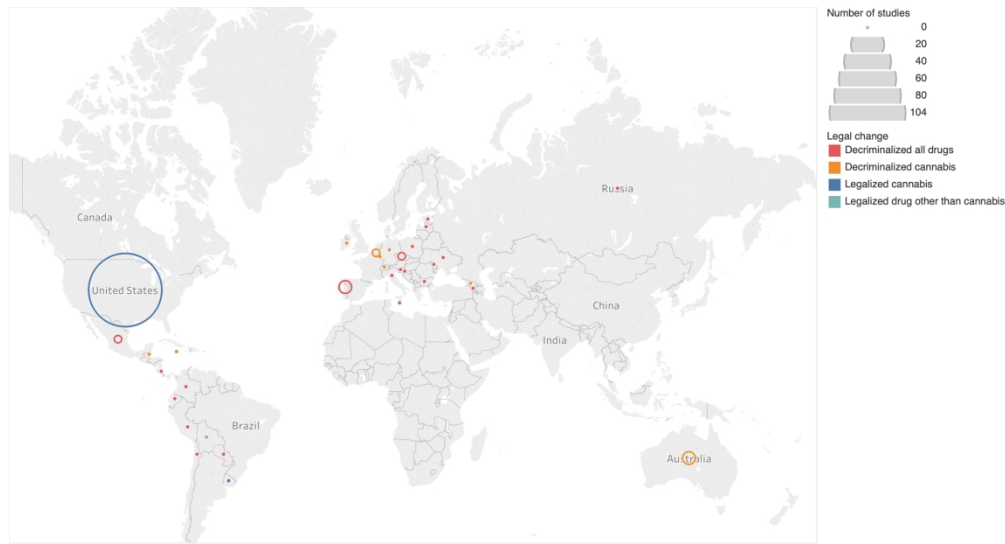 Number of studies
0
20
40
60
80
104
Legal change
Decriminalized all drugs
Decriminalized cannabis
Legalized cannabis
Legalized drug other than cannabis
Russia
Canada
United States
China
India
Brazil
Australia